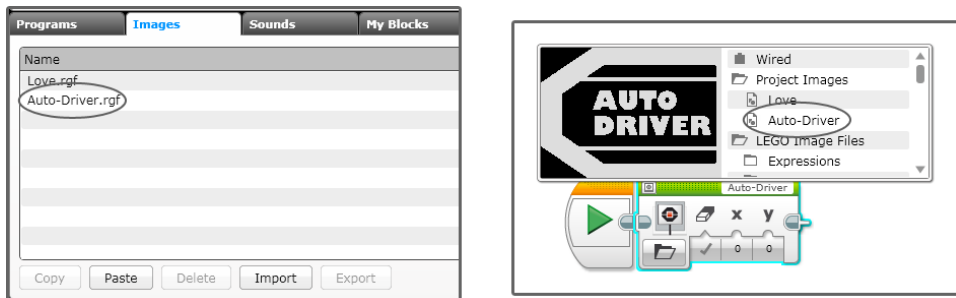 Programs Images Sounds My Blocks
Name
Love.rgf
Auto-Driver.rgf
Copy Paste Delete Import Export
AUTO
DRIVER
Wired
Project Images
Love
Auto-Driver
LEGO Image Files
Expressions
Auto-Driver
x y
0 0